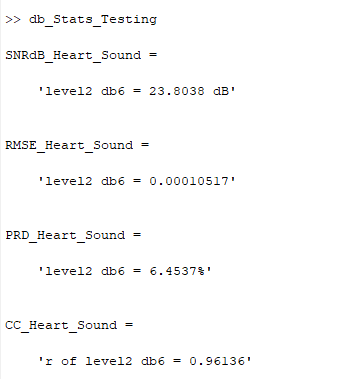 >> db_Stats_Testing
SNRdB_Heart_Sound =
'level2 db6 = 23.8038 dB'
RMSE_Heart_Sound =
'level2 db6 = 0.00010517'
PRD_Heart_Sound =
'level2 db6 = 6.4537%'
CC_Heart_Sound =
'r of level2 db6 = 0.96136'